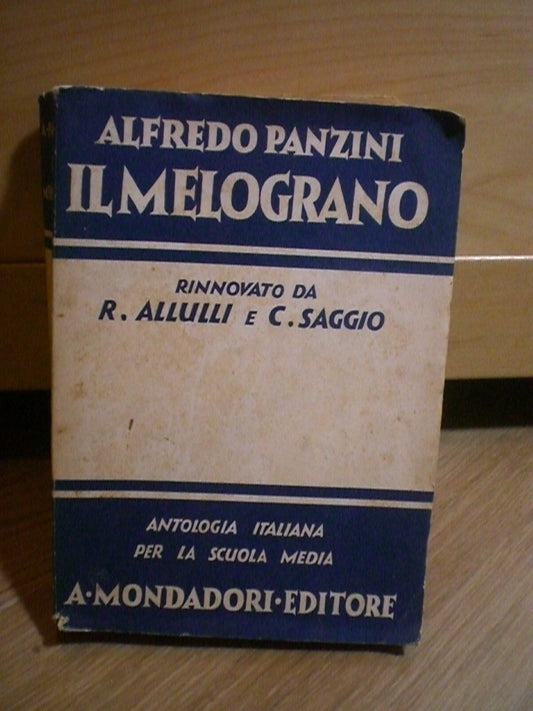 ALFREDO PANZINI
IL MELOGRANO
RINNOVATO DA
R. ALLULLI E C. SAGGIO
ANTOLOGIA ITALIANA
PER LA SCUOLA MEDIA
A·MONDADORI·EDITORE